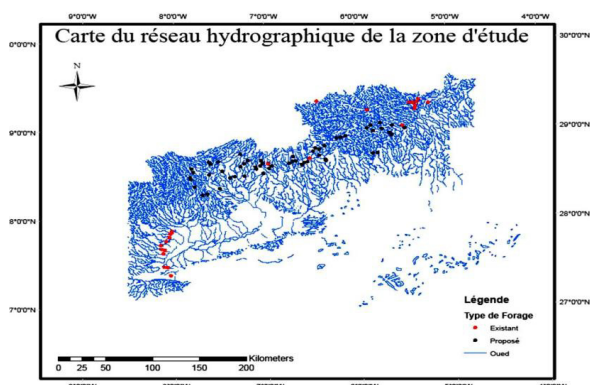 9°0'0"W 8°0'0"W 7°0'0"W 6°0'0"W 5°0'0"W 4°0'0"W
Carte du réseau hydrographique de la zone d'étude
N
0°0'0"N 30°0'0"N
9°0'0"N 29°0'0"N
8°0'0"N 28°0'0"N
7°0'0"N 27°0'0"N
Légende
Type de Forage
Existant
Proposé
Oued
Kilometers
0 25 50 100 150 200